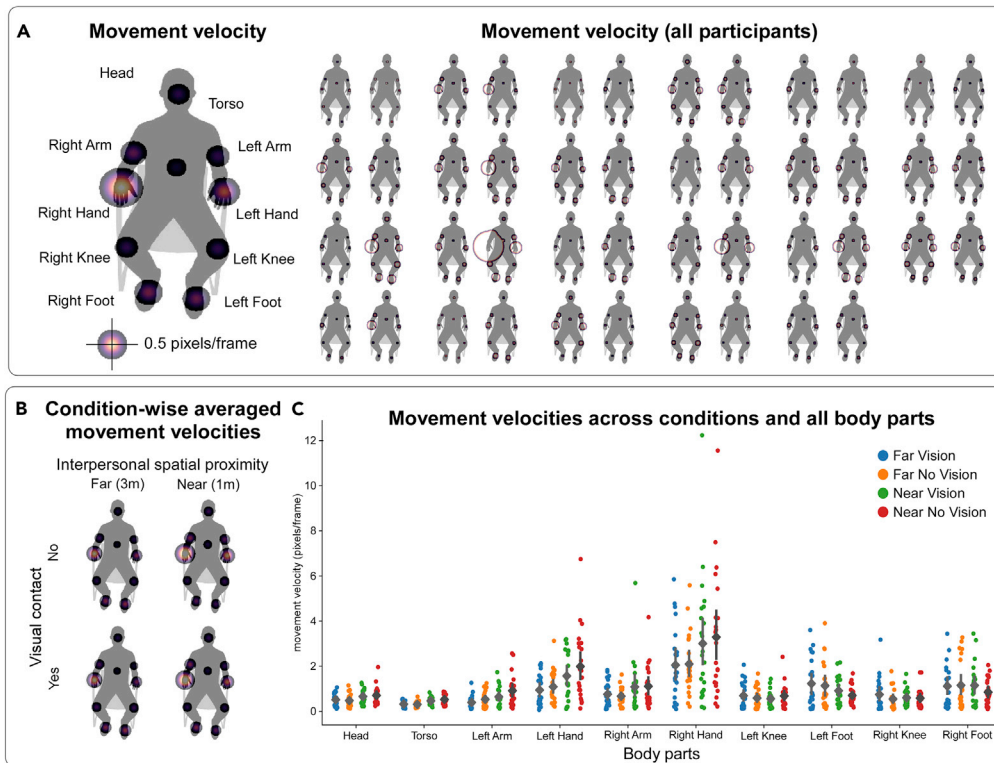 A
Movement velocity
Movement velocity (all participants)
Head
Torso
Right Arm
Left Arm
Right Hand
Left Hand
Right Knee
Left Knee
Right Foot
Left Foot
0.5 pixels/frame
B
Condition-wise averaged
movement velocities
Interpersonal spatial proximity
Far (3m)
Near (1m)
Visual contact
No
Yes
C
Movement velocities across conditions and all body parts
movement velocity (pixels/frame)
12
10
8
6
4
2
0
Far Vision
Far No Vision
Near Vision
Near No Vision
Head
Torso
Left Arm
Left Hand
Right Arm
Right Hand
Left Knee
Left Foot
Right Knee
Right Foot
Body parts